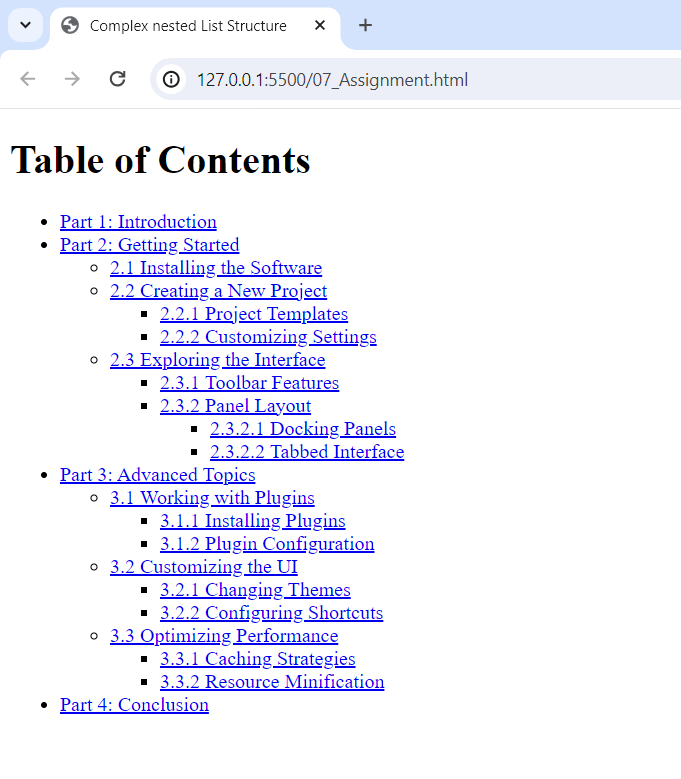 Complex nested List Structure
127.0.0.1:5500/07_Assignment.html
Table of Contents
Part 1: Introduction
Part 2: Getting Started
2.1 Installing the Software
2.2 Creating a New Project
2.2.1 Project Templates
2.2.2 Customizing Settings
2.3 Exploring the Interface
2.3.1 Toolbar Features
2.3.2 Panel Layout
2.3.2.1 Docking Panels
2.3.2.2 Tabbed Interface
Part 3: Advanced Topics
3.1 Working with Plugins
3.1.1 Installing Plugins
3.1.2 Plugin Configuration
3.2 Customizing the UI
3.2.1 Changing Themes
3.2.2 Configuring Shortcuts
3.3 Optimizing Performance
3.3.1 Caching Strategies
3.3.2 Resource Minification
Part 4: Conclusion